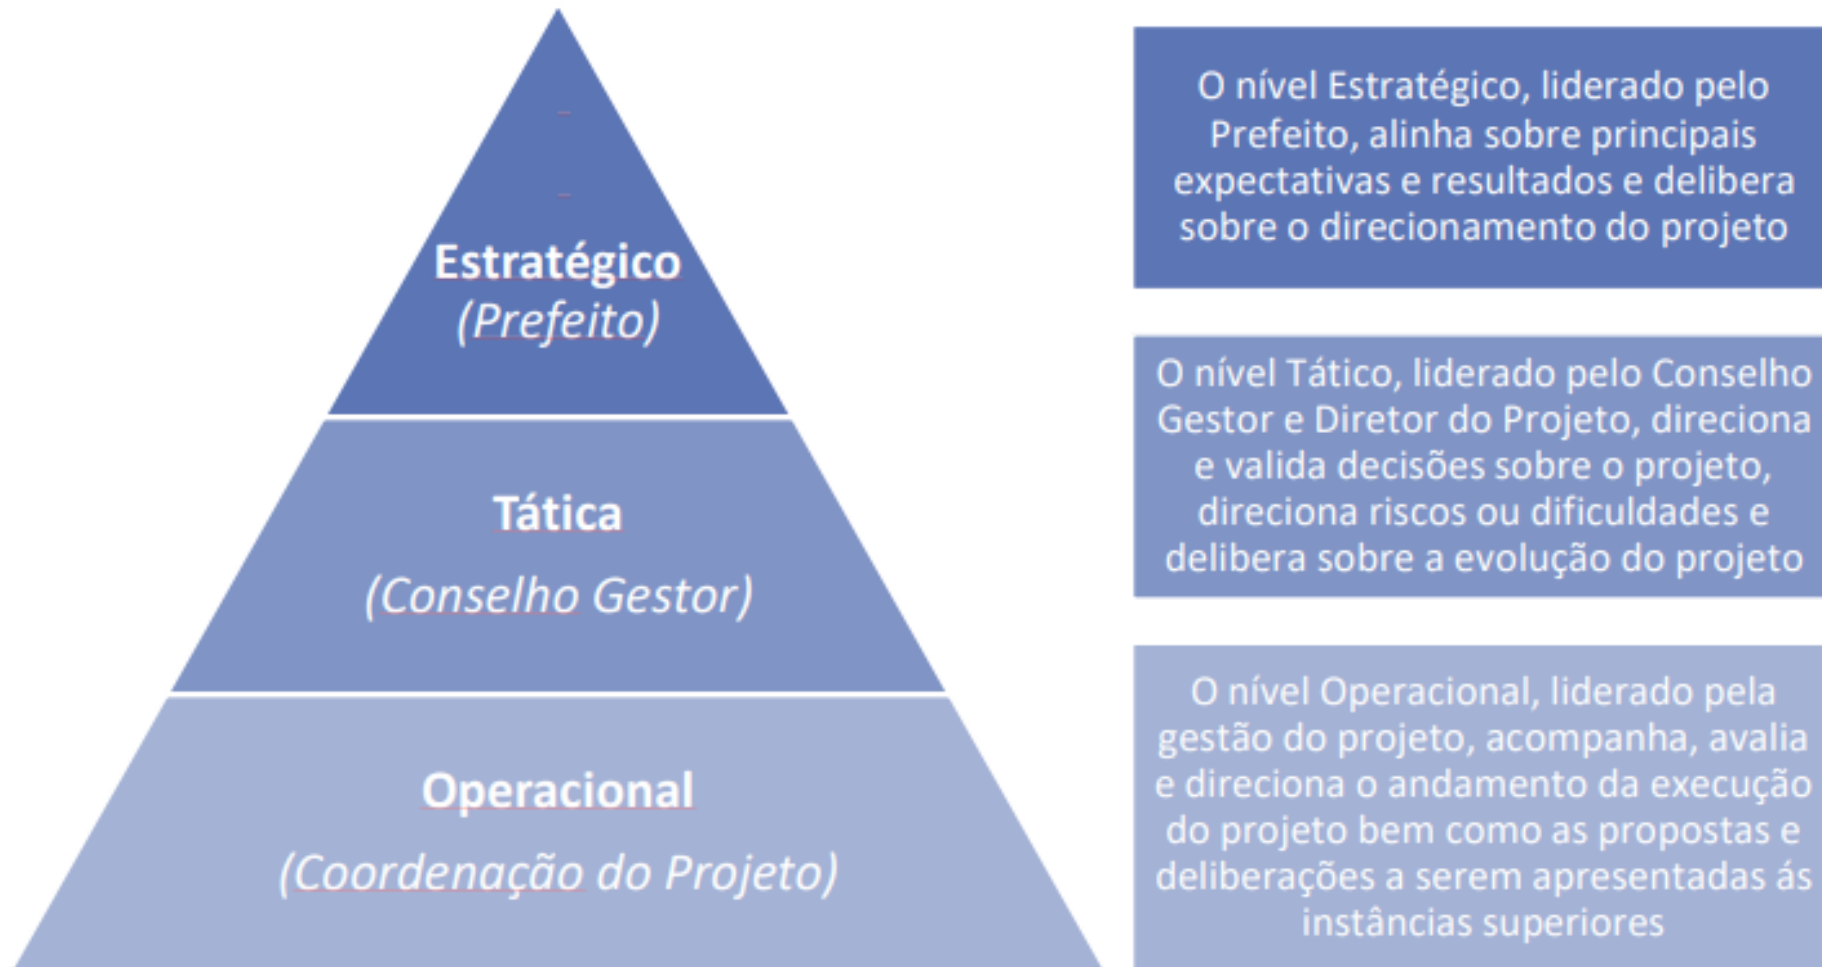 Estratégico
(Prefeito)
Tática
(Conselho Gestor)
Operacional
(Coordenação do Projeto)
O nível Estratégico, liderado pelo
Prefeito, alinha sobre principais
expectativas e resultados e delibera
sobre o direcionamento do projeto
O nível Tático, liderado pelo Conselho
Gestor e Diretor do Projeto, direciona
e valida decisões sobre o projeto,
direciona riscos ou dificuldades e
delibera sobre a evolução do projeto
O nível Operacional, liderado pela
gestão do projeto, acompanha, avalia
e direciona o andamento da execução
do projeto bem como as propostas e
deliberações a serem apresentadas ás
instâncias superiores